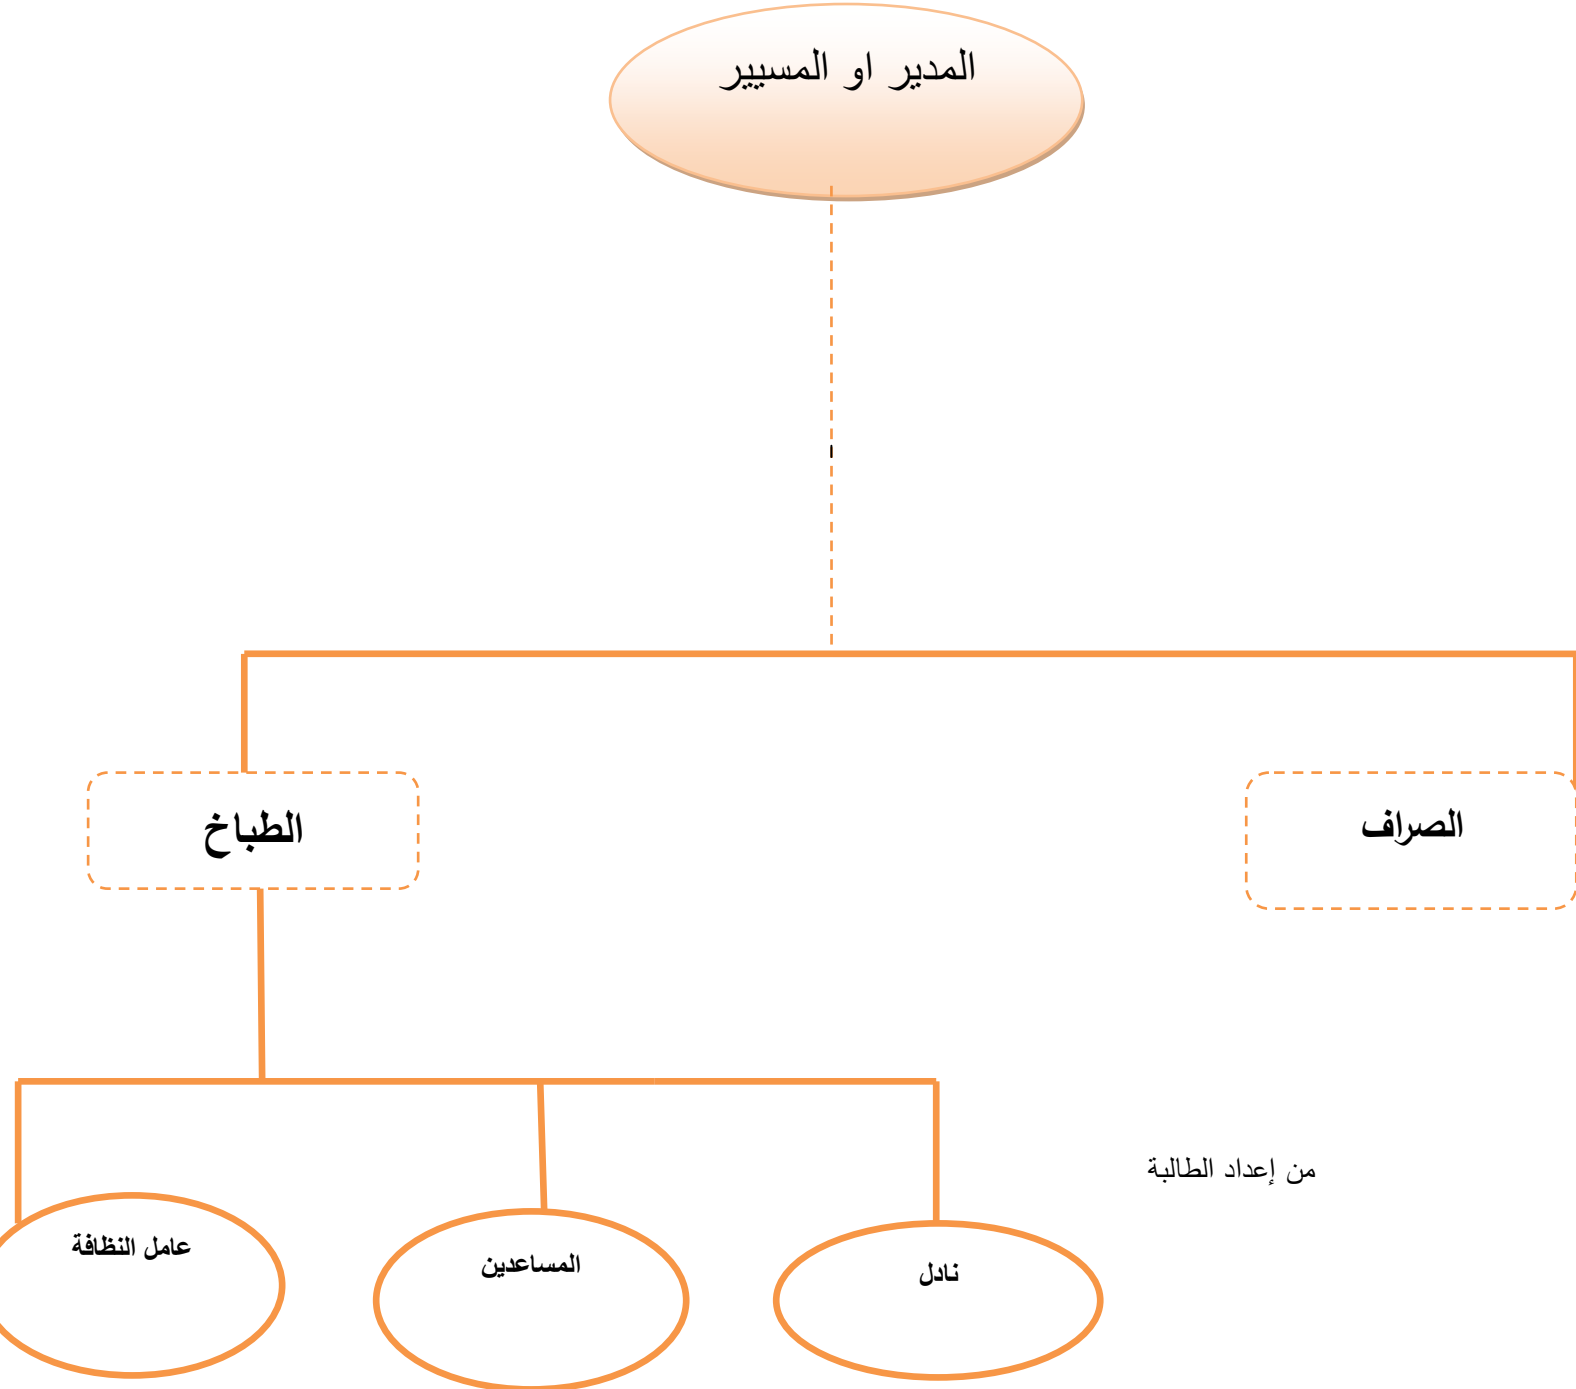 المدير او المسيير
الصراف
الطباخ
من إعداد الطالبة
نادل
المساعدين
عامل النظافة